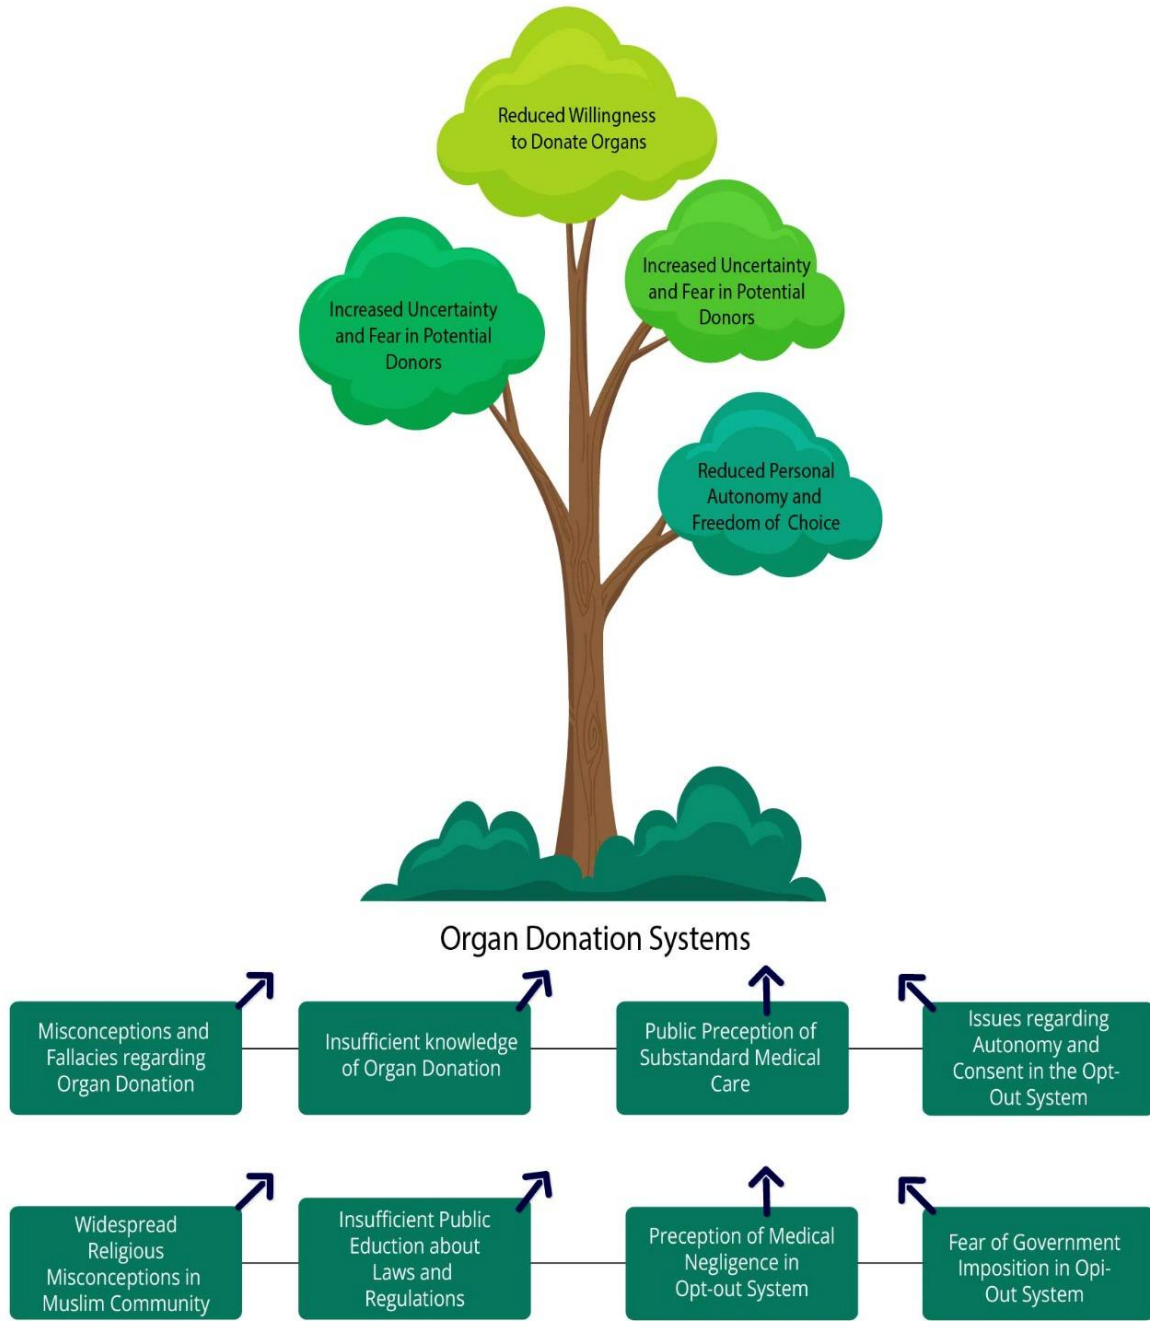 Reduced Willingness
to Donate Organs
Increased Uncertainty
and Fear in Potential
Donors
Increased Uncertainty
and Fear in Potential
Donors
Reduced Personal
Autonomy and
Freedom of Choice
Organ Donation Systems
Misconceptions and
Fallacies regarding
Organ Donation
Insufficient knowledge
of Organ Donation
Public Preception of
Substandard Medical
Care
Issues regarding
Autonomy and
Consent in the Opt-
Out System
Widespread
Religious
Misconceptions in
Muslim Community
Insufficient Public
Eduction about
Laws and
Regulations
Preception of Medical
Negligence in
Opt-out System
Fear of Government
Imposition in Opi-
Out System